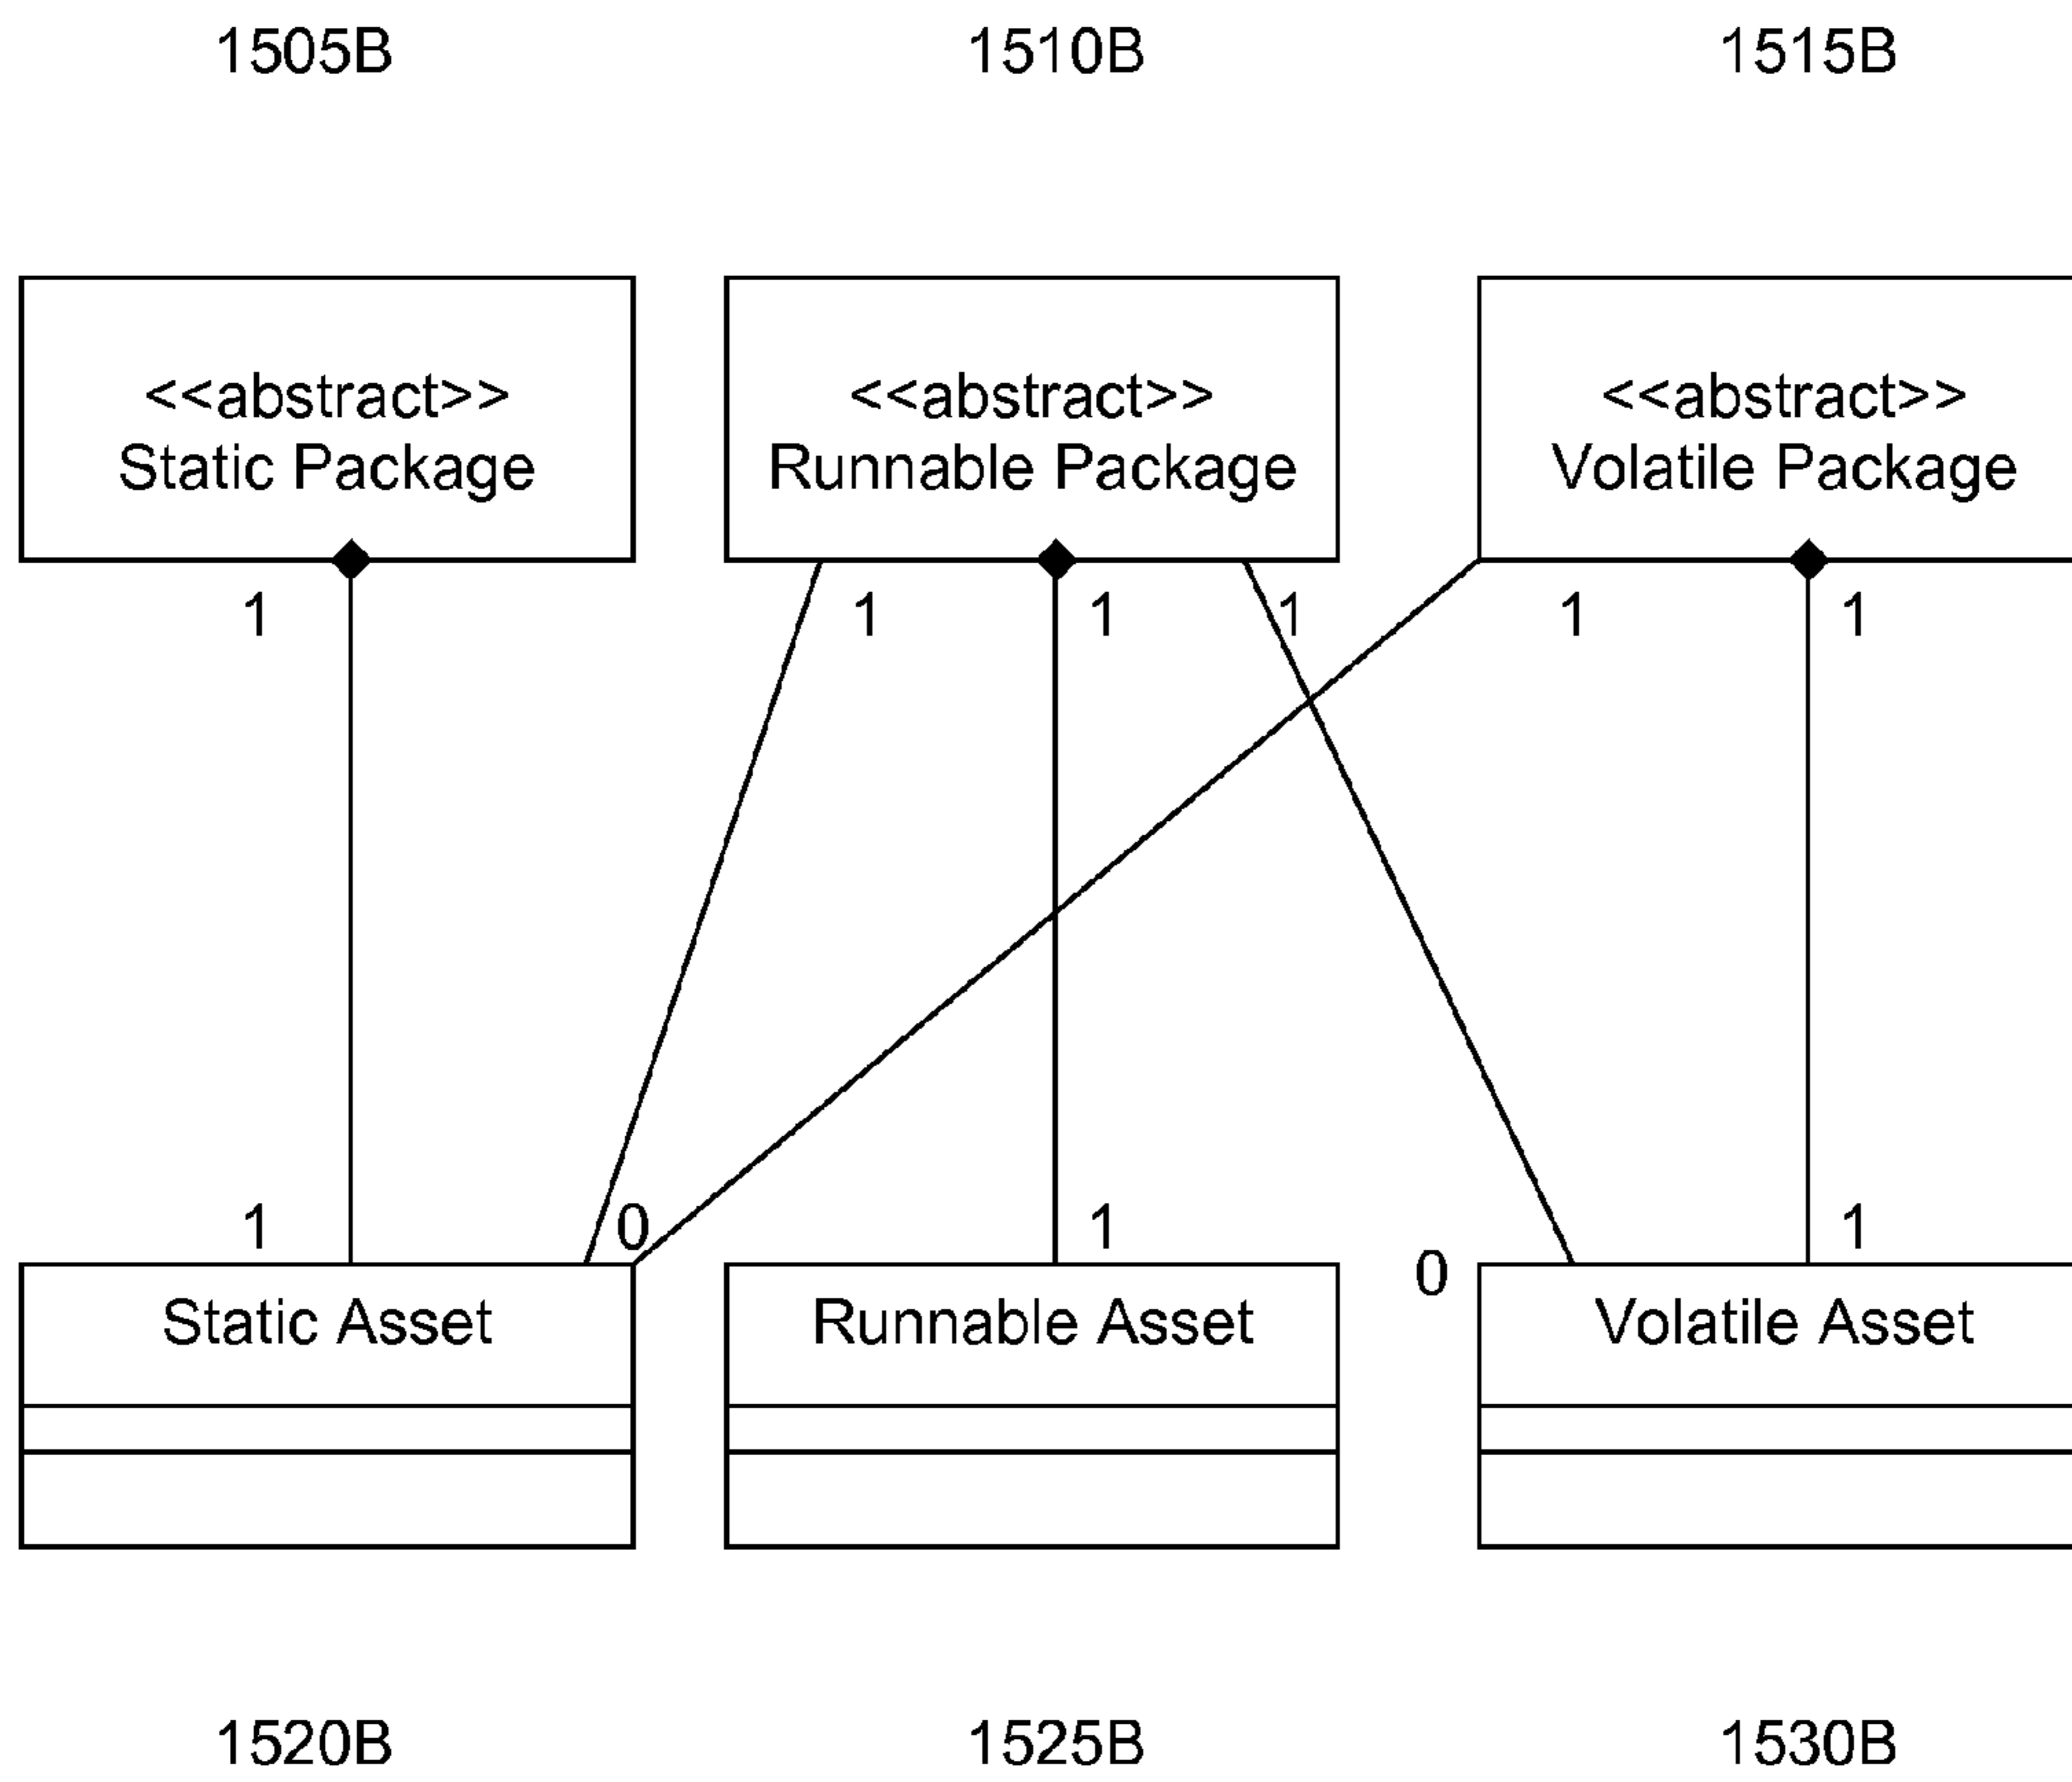 1505B
1510B
1515B
<<abstract>>
Static Package
<<abstract>>
Runnable Package
<<abstract>>
Volatile Package
1
1
1
1
1
1
1
0
1
0
1
Static Asset
Runnable Asset
Volatile Asset
1520B
1525B
1530B